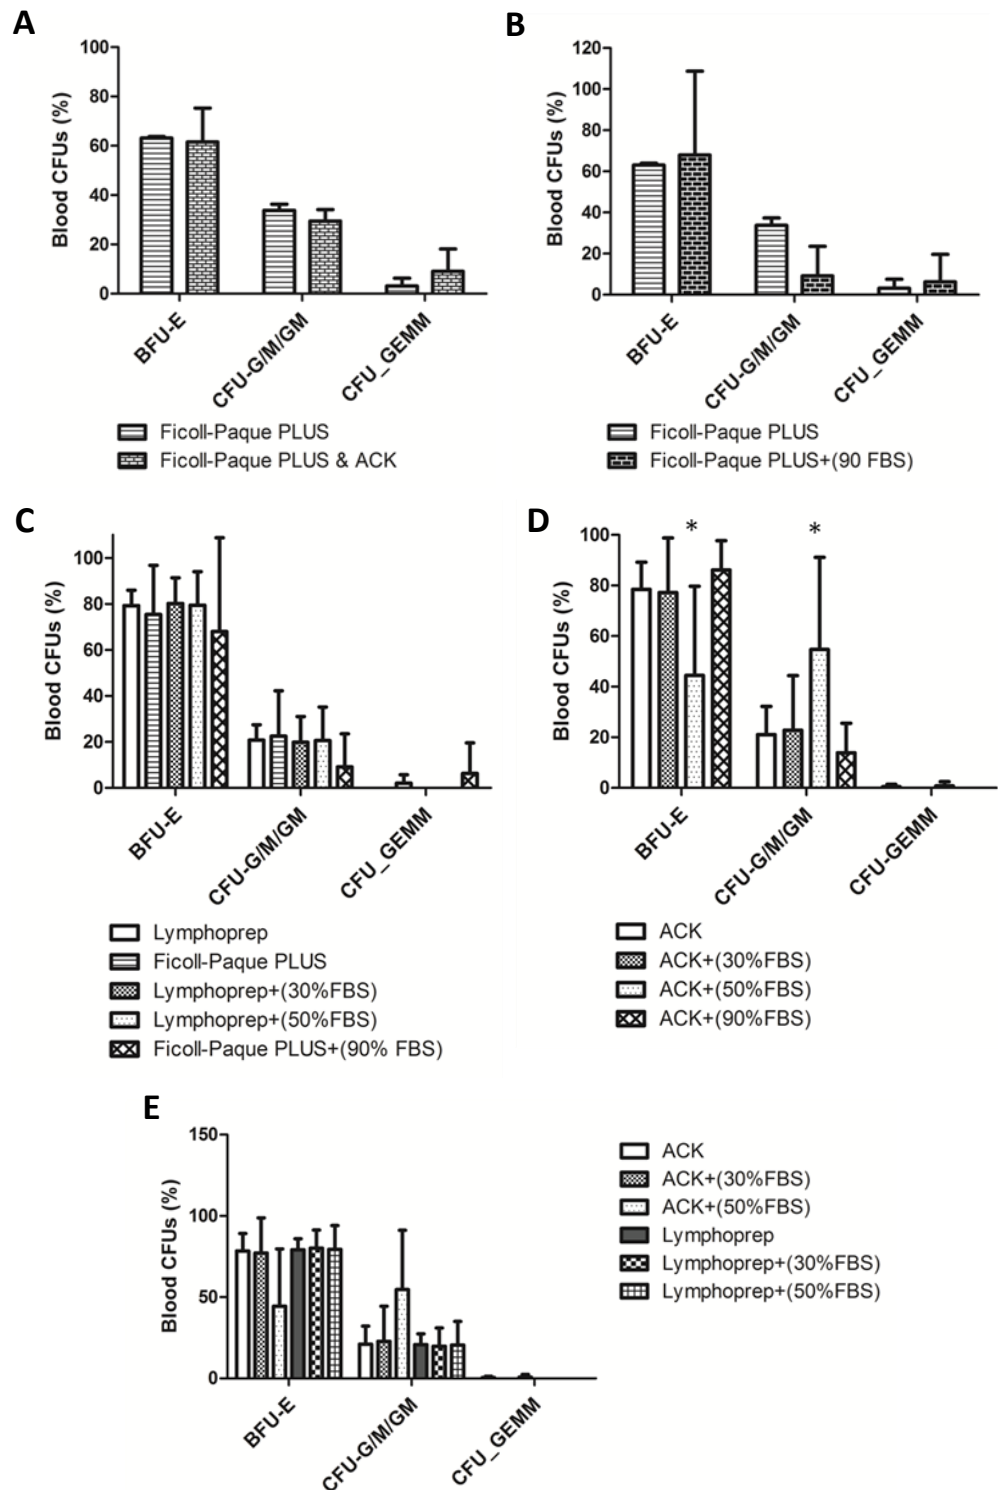 A
Blood CFUs (%)
100
80
60
40
20
0
BFU-E
CFU-G/M/GM
CFU_GEMM
Ficoll-Paque PLUS
Ficoll-Paque PLUS & ACK
B
Blood CFUs (%)
120
100
80
60
40
20
0
BFU-E
CFU-G/M/GM
CFU_GEMM
Ficoll-Paque PLUS
Ficoll-Paque PLUS+(90 FBS)
C
Blood CFUs (%)
100
80
60
40
20
0
BFU-E
CFU-G/M/GM
CFU_GEMM
Lymphoprep
Ficoll-Paque PLUS
Lymphoprep+(30%FBS)
Lymphoprep+(50%FBS)
Ficoll-Paque PLUS+(90% FBS)
D
Blood CFUs (%)
100
80
60
40
20
0
*
*
BFU-E
CFU-G/M/GM
CFU-GEMM
ACK
ACK+(30%FBS)
ACK+(50%FBS)
ACK+(90%FBS)
E
Blood CFUs (%)
150
100
50
0
BFU-E
CFU-G/M/GM
CFU_GEMM
ACK
ACK+(30%FBS)
ACK+(50%FBS)
Lymphoprep
Lymphoprep+(30%FBS)
Lymphoprep+(50%FBS)